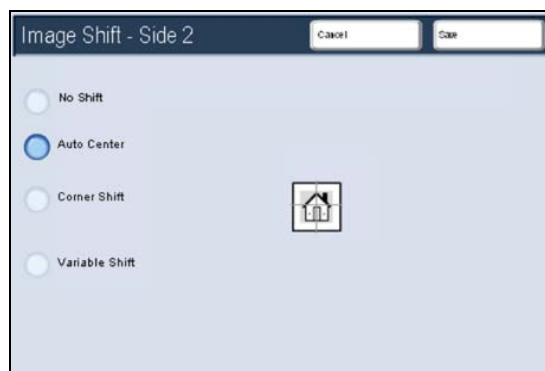 Image Shift - Side 2
Cancel
Save
No Shift
Auto Center
Corner Shift
Variable Shift